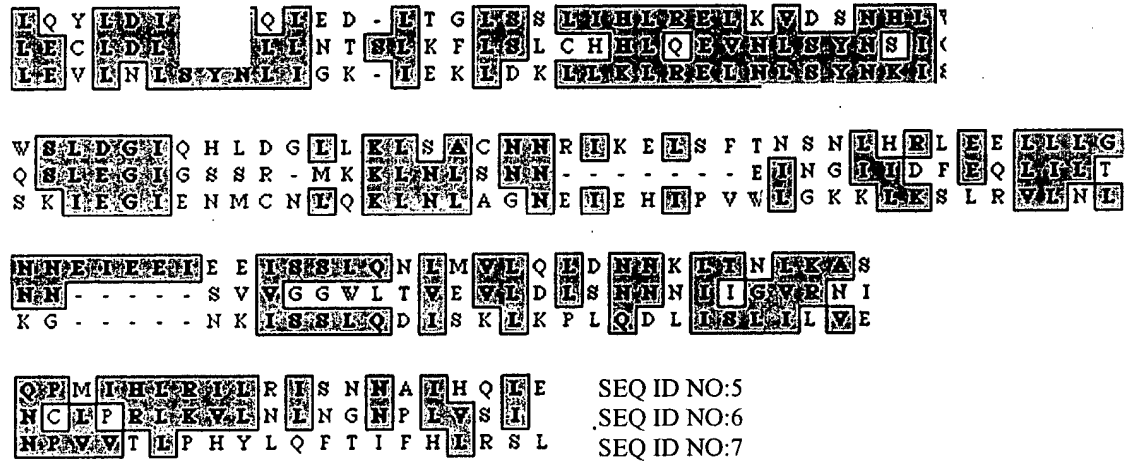 L Q Y L D I Q L E D - L T G L S S L I H L R E L K V D S N H L
L E C L D L L L N T S L K F L S L C H H L Q E V N L S Y N S I
L E V L N L S Y N L I G K - I E K L D K L L K L R E L N L S Y N K I
W S L D G I Q H L D G L L K L S A C N N R I K E L S F T N S N L H R L E E L L L G
Q S L E G I G S S R - M K K L N L S N N - - - - - - - E I N G I I D F E Q L I L T
S K I E G I E N M C N L Q K L N L A G N E I E H I P V W L G K K L K S L R V L N L
N N E I E E I E E I S S L Q N L M V L Q L D N N K L T N L K A S
N N - - - - - S V V G G W L T V E V L D L S N N N L I G V R N I
K G - - - - - N K I S S L Q D I S K L K P L Q D L I S L I L V E
Q P M I H L R I L R I S N N A I H Q L E SEQ ID NO:5
N C L P R L K V L N L N G N P L V S I SEQ ID NO:6
N P V V T L P H Y L Q F T I F H L R S L SEQ ID NO:7